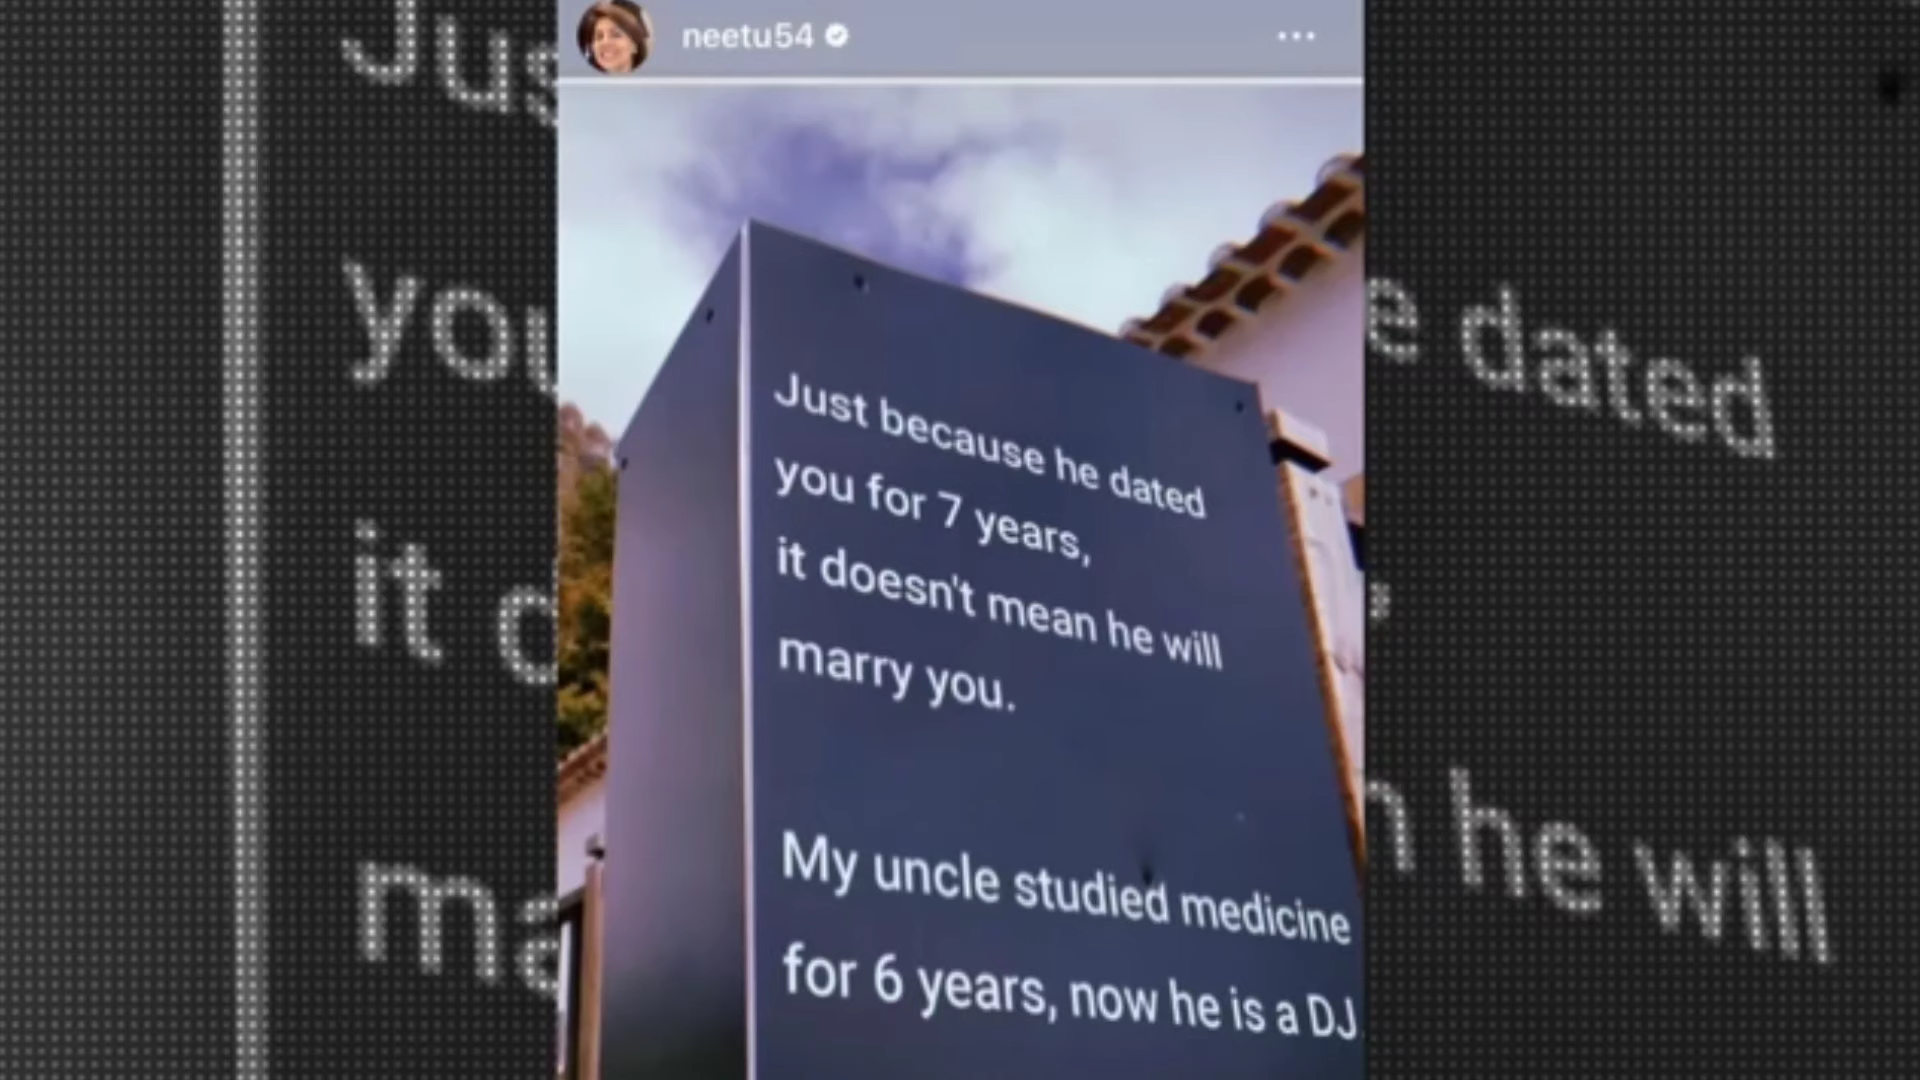 neetu54
Just because he dated
you for 7 years,
it doesn't mean he will
marry you.
My uncle studied medicine
for 6 years, now he is a DJ